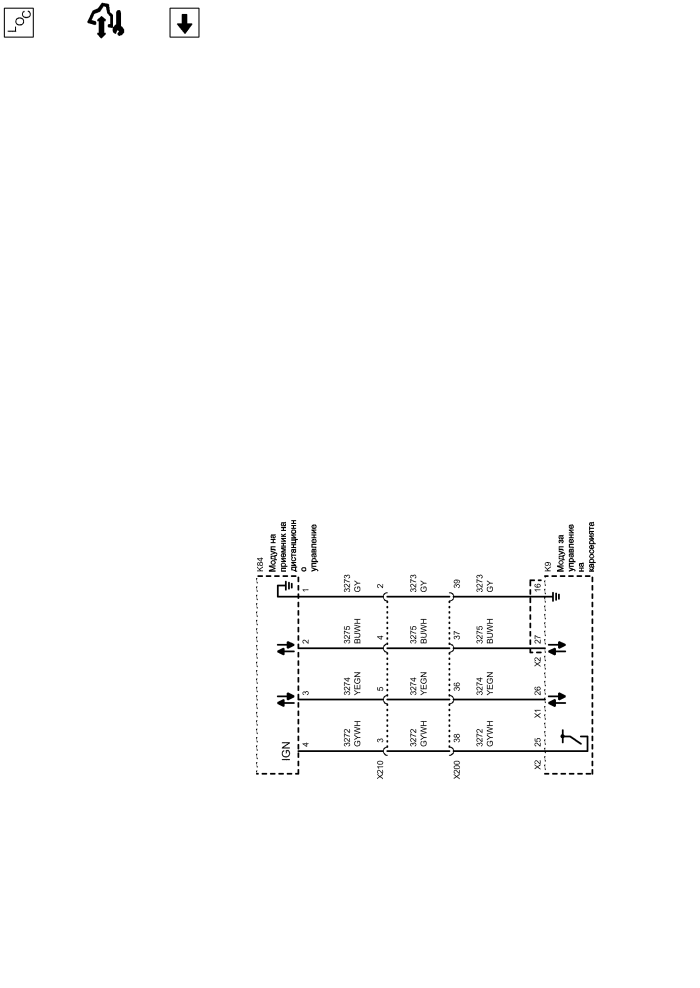 LOC
K84
Модул на
приемник на
дистанционн
о
управление
IGN
4
3
2
1
3272
GYWH
3274
YEGN
3275
BUWH
3273
GY
X210
3
5
4
2
3272
GYWH
3274
YEGN
3275
BUWH
3273
GY
X200
38
36
37
39
3272
GYWH
3274
YEGN
3275
BUWH
3273
GY
X2
25
X1
26
X2
27
16
K9
Модул за
управление
на
каросерията